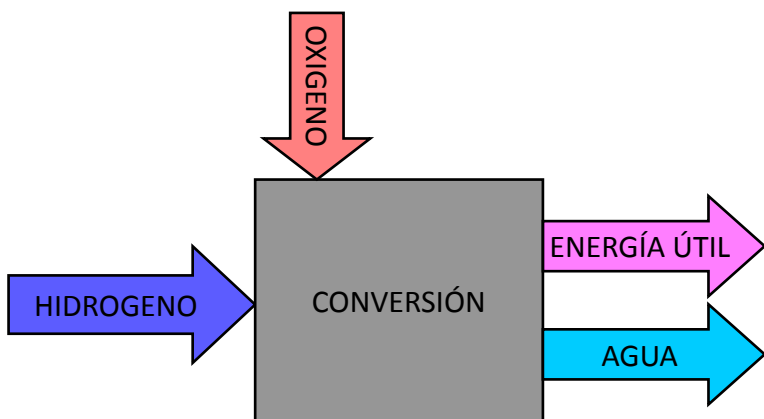 OXIGENO
HIDROGENO
CONVERSIÓN
ENERGÍA ÚTIL
AGUA